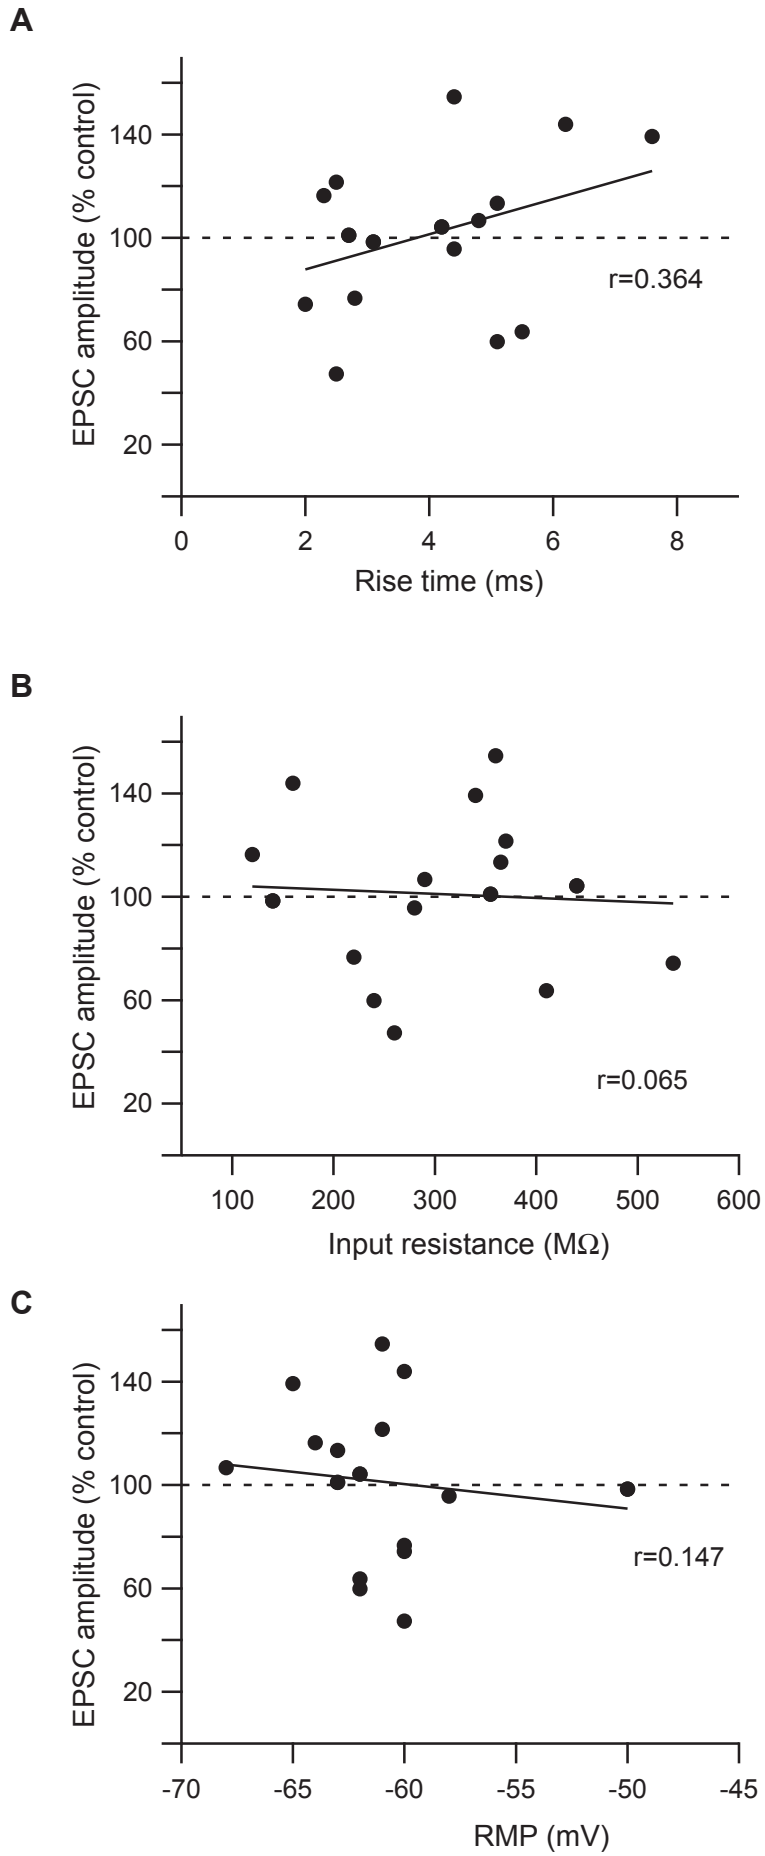 A
EPSC amplitude (% control)
140
100
60
20
r=0.364
0 2 4 6 8
Rise time (ms)
B
EPSC amplitude (% control)
140
100
60
20
r=0.065
100 200 300 400 500 600
Input resistance (MΩ)
C
EPSC amplitude (% control)
140
100
60
20
r=0.147
-70 -65 -60 -55 -50 -45
RMP (mV)